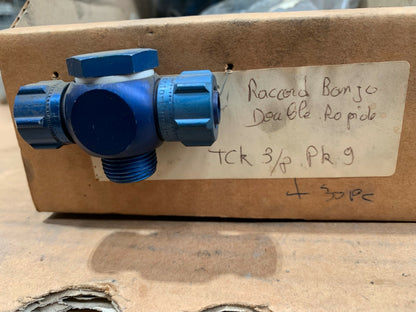 Raccord Banjo
Double Rapide
TCK 3/8 PK 9
+ 30 pc